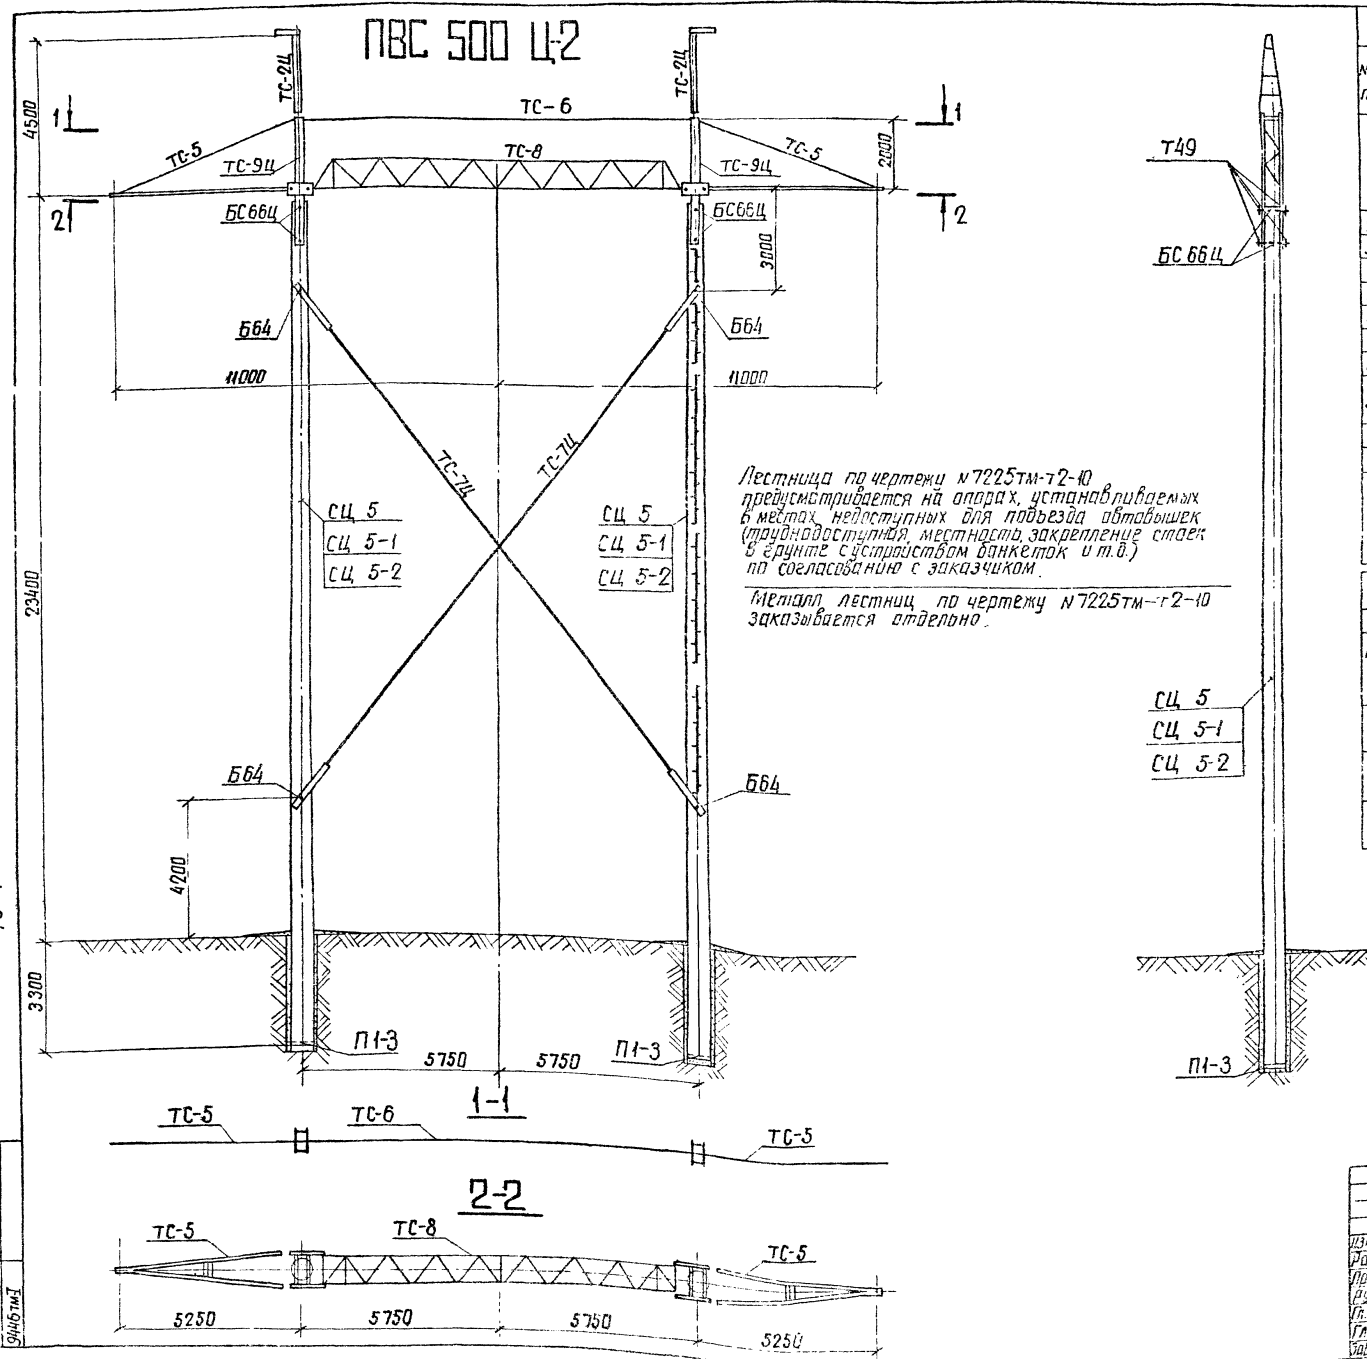 ПВС 500 Ц-2
ТС-2Ц
ТС-2Ц
4500
1
ТС-6
1
ТС-5
ТС-9Ц
ТС-8
ТС-9Ц
ТС-5
2000
2
БС66Ц
БС66Ц
2
3000
Б64
Б64
11000
11000
ТС-7Ц
ТС-7Ц
СЦ 5
СЦ 5-1
СЦ 5-2
СЦ 5
СЦ 5-1
СЦ 5-2
23400
Б64
Б64
4200
3300
П1-3
П1-3
5750
5750
Т49
БС 66Ц
Лестница по чертежи №7225тм-т2-10
предусматривается на опорах, устанавливаемых
в местах, недоступных для подъезда автовышек
(труднодоступная местность, закрепление стоек
в грунте с устройством банкеток и т.д.)
по согласованию с заказчиком.
Металл лестниц по чертежу №7225тм-т2-10
заказывается отдельно.
СЦ 5
СЦ 5-1
СЦ 5-2
П1-3
1-1
ТС-5
ТС-6
ТС-5
2-2
ТС-5
ТС-8
ТС-5
5250
5750
5750
5250